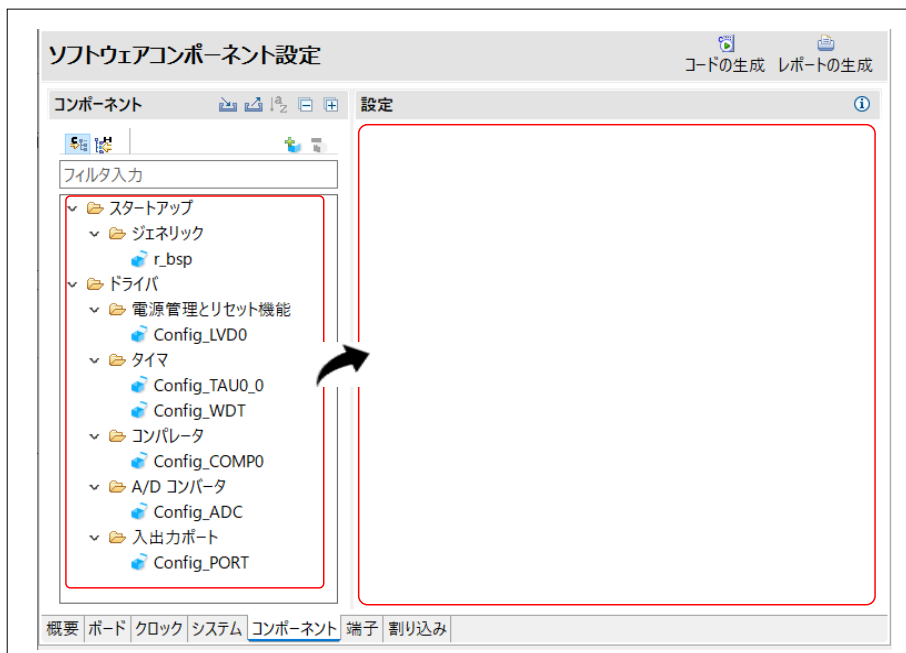 ソフトウェアコンポーネント設定
コードの生成 レポートの生成
コンポーネント
設定
フィルタ入力
スタートアップ
ジェネリック
r_bsp
ドライバ
電源管理とリセット機能
Config_LVD0
タイマ
Config_TAU0_0
Config_WDT
コンパレータ
Config_COMP0
A/D コンバータ
Config_ADC
入出力ポート
Config_PORT
概要 ボード クロック システム コンポーネント 端子 割り込み